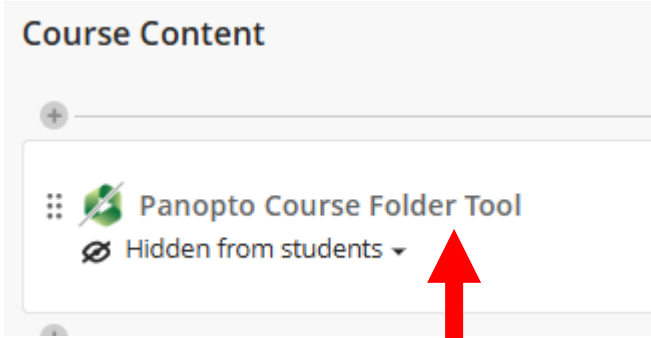 Course Content
Panopto Course Folder Tool
Hidden from students